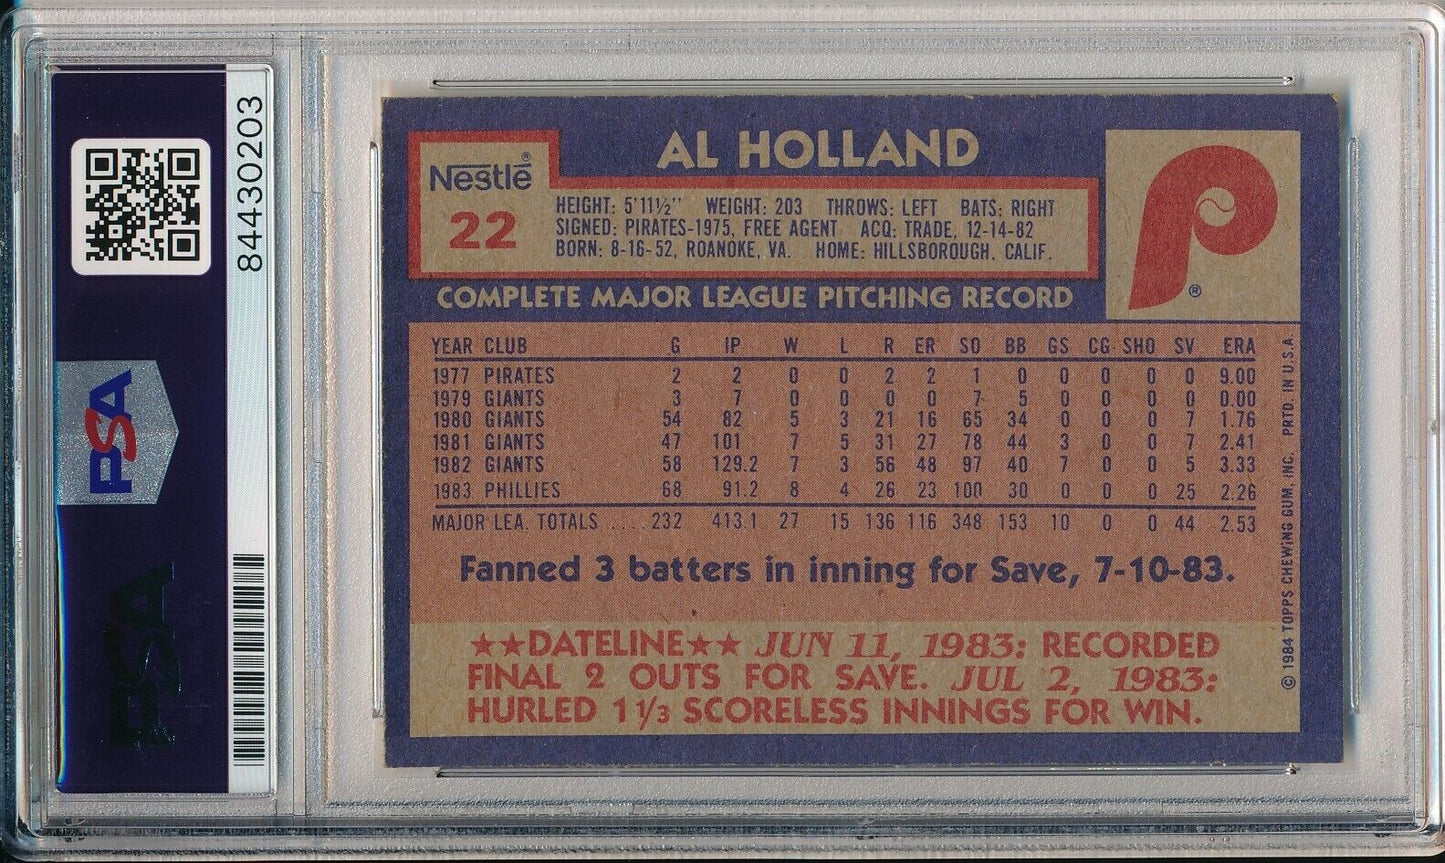 84430203
PSA
PSA
Nestlé®
22
AL HOLLAND
HEIGHT: 5'11½" WEIGHT: 203 THROWS: LEFT BATS: RIGHT
SIGNED: PIRATES-1975, FREE AGENT ACQ: TRADE, 12-14-82
BORN: 8-16-52, ROANOKE, VA. HOME: HILLSBOROUGH, CALIF.
P ®
COMPLETE MAJOR LEAGUE PITCHING RECORD
YEAR CLUB G IP W L R ER SO BB GS CG SHO SV ERA
1977 PIRATES 2 2 0 0 2 2 1 0 0 0 0 0 9.00
1979 GIANTS 3 7 0 0 0 0 7 5 0 0 0 0 0.00
1980 GIANTS 54 82 5 3 21 16 65 34 0 0 0 7 1.76
1981 GIANTS 47 101 7 5 31 27 78 44 3 0 0 7 2.41
1982 GIANTS 58 129.2 7 3 56 48 97 40 7 0 0 5 3.33
1983 PHILLIES 68 91.2 8 4 26 23 100 30 0 0 0 25 2.26
MAJOR LEA. TOTALS .... 232 413.1 27 15 136 116 348 153 10 0 0 44 2.53
Fanned 3 batters in inning for Save, 7-10-83.
★★DATELINE★★ JUN 11, 1983: RECORDED
FINAL 2 OUTS FOR SAVE. JUL 2, 1983:
HURLED 1⅓ SCORELESS INNINGS FOR WIN.
© 1984 TOPPS CHEWING GUM, INC. PRTD. IN U.S.A